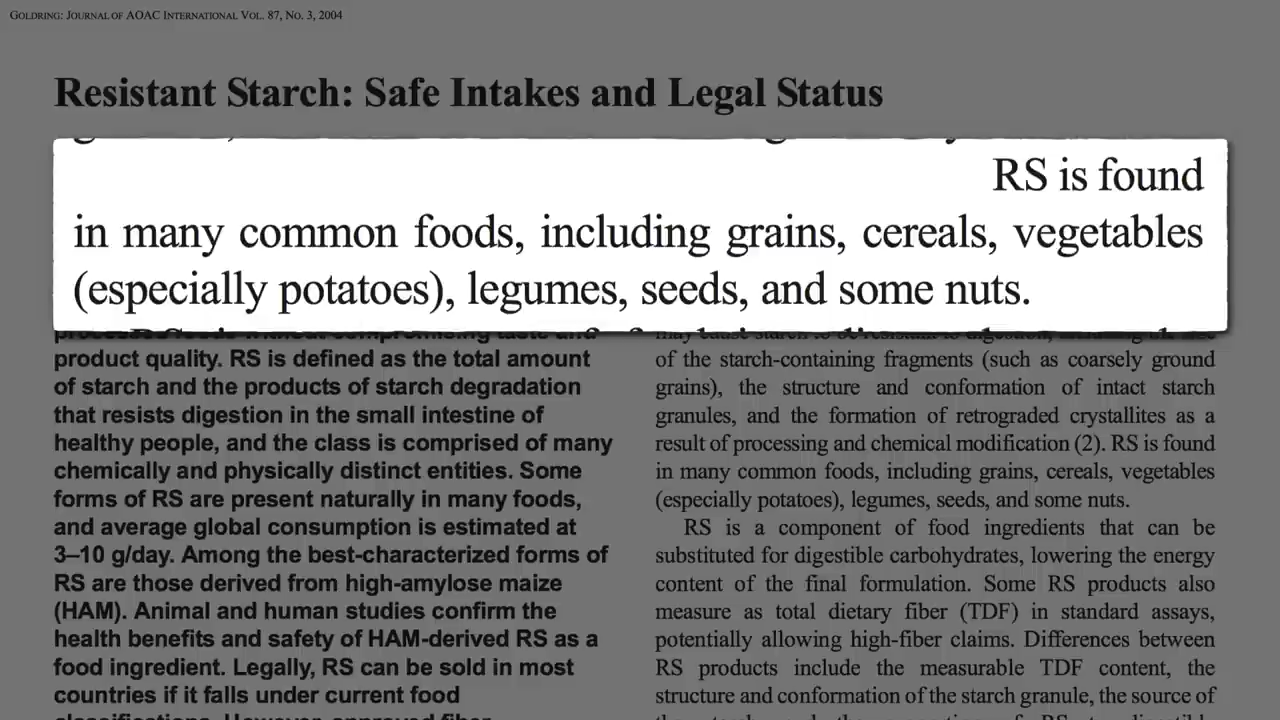 GOLDRING: JOURNAL OF AOAC INTERNATIONAL VOL. 87, NO. 3, 2004
Resistant Starch: Safe Intakes and Legal Status
RS is found
in many common foods, including grains, cereals, vegetables
(especially potatoes), legumes, seeds, and some nuts.
product quality. RS is defined as the total amount
of starch and the products of starch degradation
that resists digestion in the small intestine of
healthy people, and the class is comprised of many
chemically and physically distinct entities. Some
forms of RS are present naturally in many foods,
and average global consumption is estimated at
3–10 g/day. Among the best-characterized forms of
RS are those derived from high-amylose maize
(HAM). Animal and human studies confirm the
health benefits and safety of HAM-derived RS as a
food ingredient. Legally, RS can be sold in most
countries if it falls under current food
of the starch-containing fragments (such as coarsely ground
grains), the structure and conformation of intact starch
granules, and the formation of retrograded crystallites as a
result of processing and chemical modification (2). RS is found
in many common foods, including grains, cereals, vegetables
(especially potatoes), legumes, seeds, and some nuts.
RS is a component of food ingredients that can be
substituted for digestible carbohydrates, lowering the energy
content of the final formulation. Some RS products also
measure as total dietary fiber (TDF) in standard assays,
potentially allowing high-fiber claims. Differences between
RS products include the measurable TDF content, the
structure and conformation of the starch granule, the source of